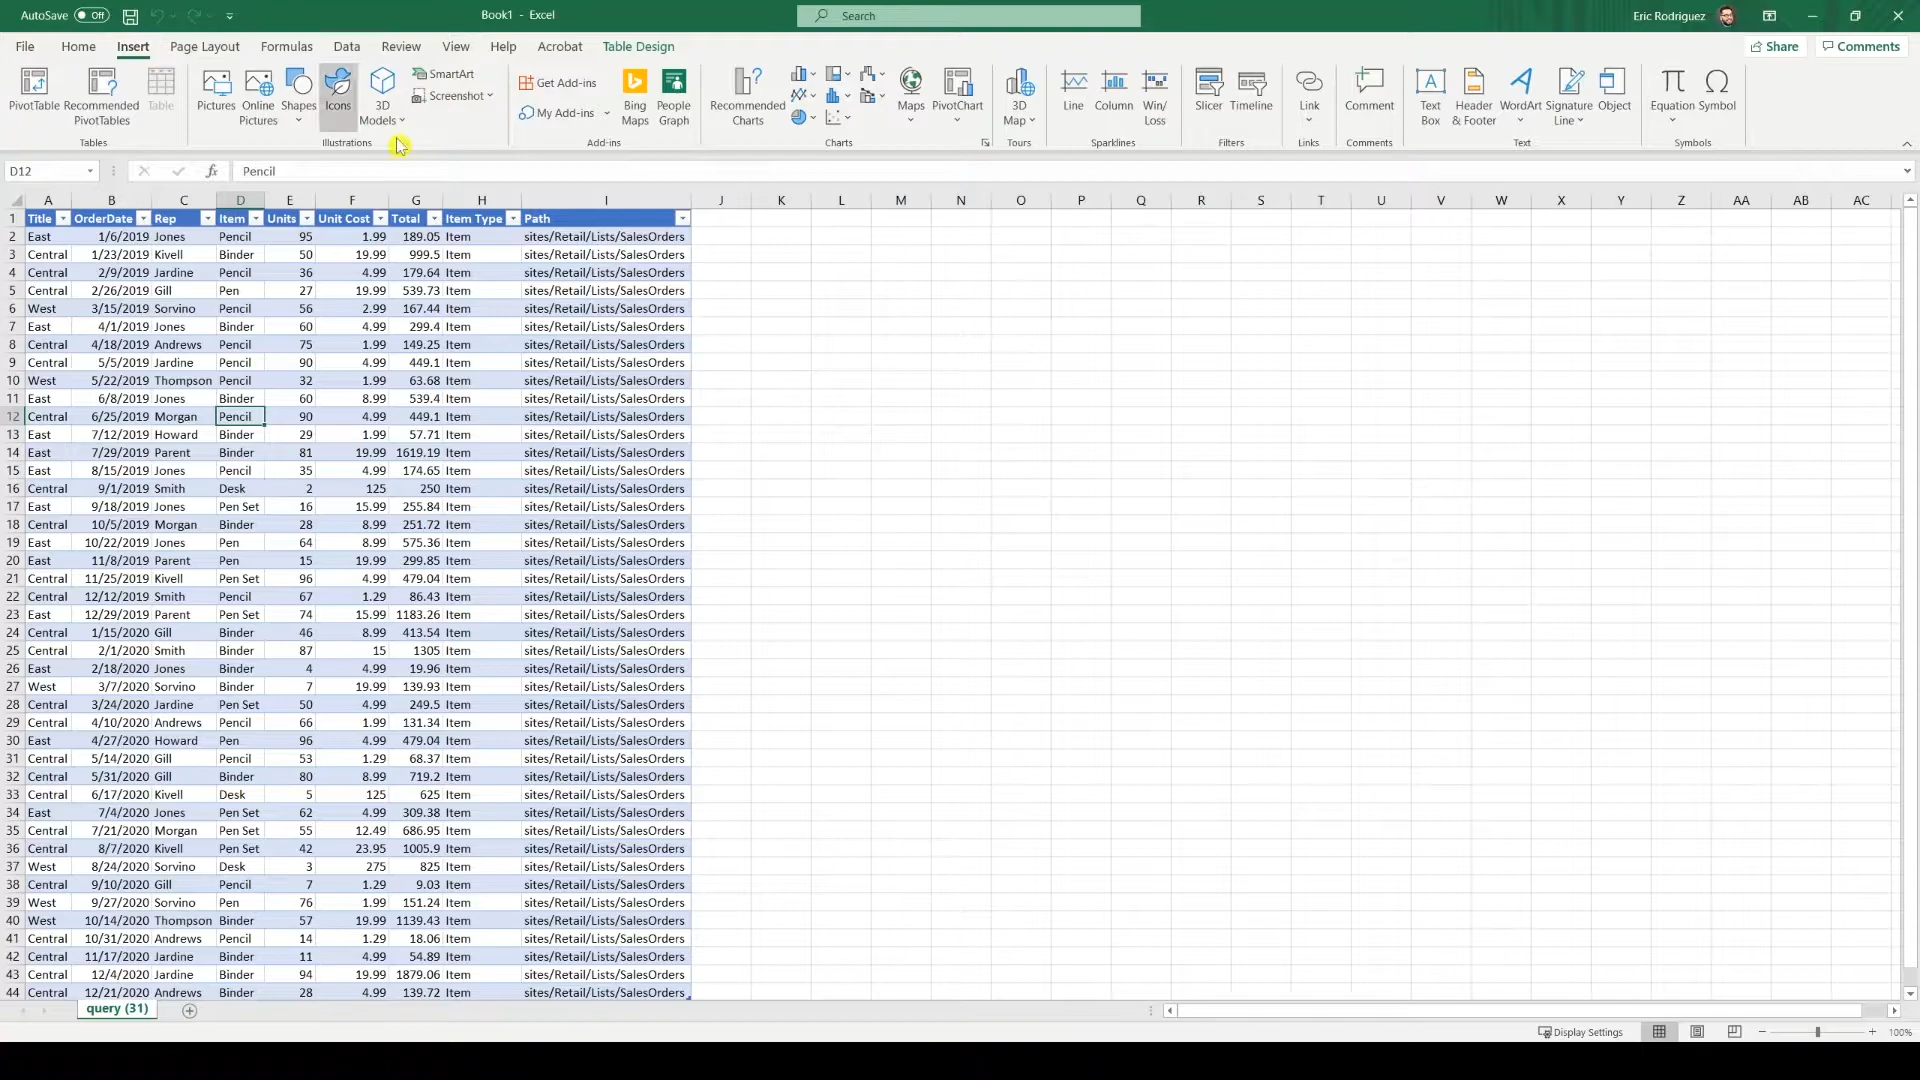 AutoSave Off Book1 - Excel Search Eric Rodriguez
File Home Insert Page Layout Formulas Data Review View Help Acrobat Table Design Share Comments
PivotTable Recommended PivotTables Table Pictures Online Pictures Shapes Icons 3D Models SmartArt Screenshot Get Add-ins My Add-ins Bing Maps People Graph Recommended Charts Maps PivotChart 3D Map Line Column Win/Loss Slicer Timeline Link Comment Text Box Header & Footer WordArt Signature Line Object Equation Symbol
Tables Illustrations Add-ins Charts Tours Sparklines Filters Links Comments Text Symbols
D12 fx Pencil
A B C D E F G H I J K L M N O P Q R S T U V W X Y Z AA AB AC
1 Title OrderDate Rep Item Units Unit Cost Total Item Type Path
2 East 1/6/2019 Jones Pencil 95 1.99 189.05 Item sites/Retail/Lists/SalesOrders
3 Central 1/23/2019 Kivell Binder 50 19.99 999.5 Item sites/Retail/Lists/SalesOrders
4 Central 2/9/2019 Jardine Pencil 36 4.99 179.64 Item sites/Retail/Lists/SalesOrders
5 Central 2/26/2019 Gill Pen 27 19.99 539.73 Item sites/Retail/Lists/SalesOrders
6 West 3/15/2019 Sorvino Pencil 56 2.99 167.44 Item sites/Retail/Lists/SalesOrders
7 East 4/1/2019 Jones Binder 60 4.99 299.4 Item sites/Retail/Lists/SalesOrders
8 Central 4/18/2019 Andrews Pencil 75 1.99 149.25 Item sites/Retail/Lists/SalesOrders
9 Central 5/5/2019 Jardine Pencil 90 4.99 449.1 Item sites/Retail/Lists/SalesOrders
10 West 5/22/2019 Thompson Pencil 32 1.99 63.68 Item sites/Retail/Lists/SalesOrders
11 East 6/8/2019 Jones Binder 60 8.99 539.4 Item sites/Retail/Lists/SalesOrders
12 Central 6/25/2019 Morgan Pencil 90 4.99 449.1 Item sites/Retail/Lists/SalesOrders
13 East 7/12/2019 Howard Binder 29 1.99 57.71 Item sites/Retail/Lists/SalesOrders
14 East 7/29/2019 Parent Binder 81 19.99 1619.19 Item sites/Retail/Lists/SalesOrders
15 East 8/15/2019 Jones Pencil 35 4.99 174.65 Item sites/Retail/Lists/SalesOrders
16 Central 9/1/2019 Smith Desk 2 125 250 Item sites/Retail/Lists/SalesOrders
17 East 9/18/2019 Jones Pen Set 16 15.99 255.84 Item sites/Retail/Lists/SalesOrders
18 Central 10/5/2019 Morgan Binder 28 8.99 251.72 Item sites/Retail/Lists/SalesOrders
19 East 10/22/2019 Jones Pen 64 8.99 575.36 Item sites/Retail/Lists/SalesOrders
20 East 11/8/2019 Parent Pen 15 19.99 299.85 Item sites/Retail/Lists/SalesOrders
21 Central 11/25/2019 Kivell Pen Set 96 4.99 479.04 Item sites/Retail/Lists/SalesOrders
22 Central 12/12/2019 Smith Pencil 67 1.29 86.43 Item sites/Retail/Lists/SalesOrders
23 East 12/29/2019 Parent Pen Set 74 15.99 1183.26 Item sites/Retail/Lists/SalesOrders
24 Central 1/15/2020 Gill Binder 46 8.99 413.54 Item sites/Retail/Lists/SalesOrders
25 Central 2/1/2020 Smith Binder 87 15 1305 Item sites/Retail/Lists/SalesOrders
26 East 2/18/2020 Jones Binder 4 4.99 19.96 Item sites/Retail/Lists/SalesOrders
27 West 3/7/2020 Sorvino Binder 7 19.99 139.93 Item sites/Retail/Lists/SalesOrders
28 Central 3/24/2020 Jardine Pen Set 50 4.99 249.5 Item sites/Retail/Lists/SalesOrders
29 Central 4/10/2020 Andrews Pencil 66 1.99 131.34 Item sites/Retail/Lists/SalesOrders
30 East 4/27/2020 Howard Pen 96 4.99 479.04 Item sites/Retail/Lists/SalesOrders
31 Central 5/14/2020 Gill Pencil 53 1.29 68.37 Item sites/Retail/Lists/SalesOrders
32 Central 5/31/2020 Gill Binder 80 8.99 719.2 Item sites/Retail/Lists/SalesOrders
33 Central 6/17/2020 Kivell Desk 5 125 625 Item sites/Retail/Lists/SalesOrders
34 East 7/4/2020 Jones Pen Set 62 4.99 309.38 Item sites/Retail/Lists/SalesOrders
35 Central 7/21/2020 Morgan Pen Set 55 12.49 686.95 Item sites/Retail/Lists/SalesOrders
36 Central 8/7/2020 Kivell Pen Set 42 23.95 1005.9 Item sites/Retail/Lists/SalesOrders
37 West 8/24/2020 Sorvino Desk 3 275 825 Item sites/Retail/Lists/SalesOrders
38 Central 9/10/2020 Gill Pencil 7 1.29 9.03 Item sites/Retail/Lists/SalesOrders
39 West 9/27/2020 Sorvino Pen 76 1.99 151.24 Item sites/Retail/Lists/SalesOrders
40 West 10/14/2020 Thompson Binder 57 19.99 1139.43 Item sites/Retail/Lists/SalesOrders
41 Central 10/31/2020 Andrews Pencil 14 1.29 18.06 Item sites/Retail/Lists/SalesOrders
42 Central 11/17/2020 Jardine Binder 11 4.99 54.89 Item sites/Retail/Lists/SalesOrders
43 Central 12/4/2020 Jardine Binder 94 19.99 1879.06 Item sites/Retail/Lists/SalesOrders
44 Central 12/21/2020 Andrews Binder 28 4.99 139.72 Item sites/Retail/Lists/SalesOrders
query (31)
Display Settings 100%